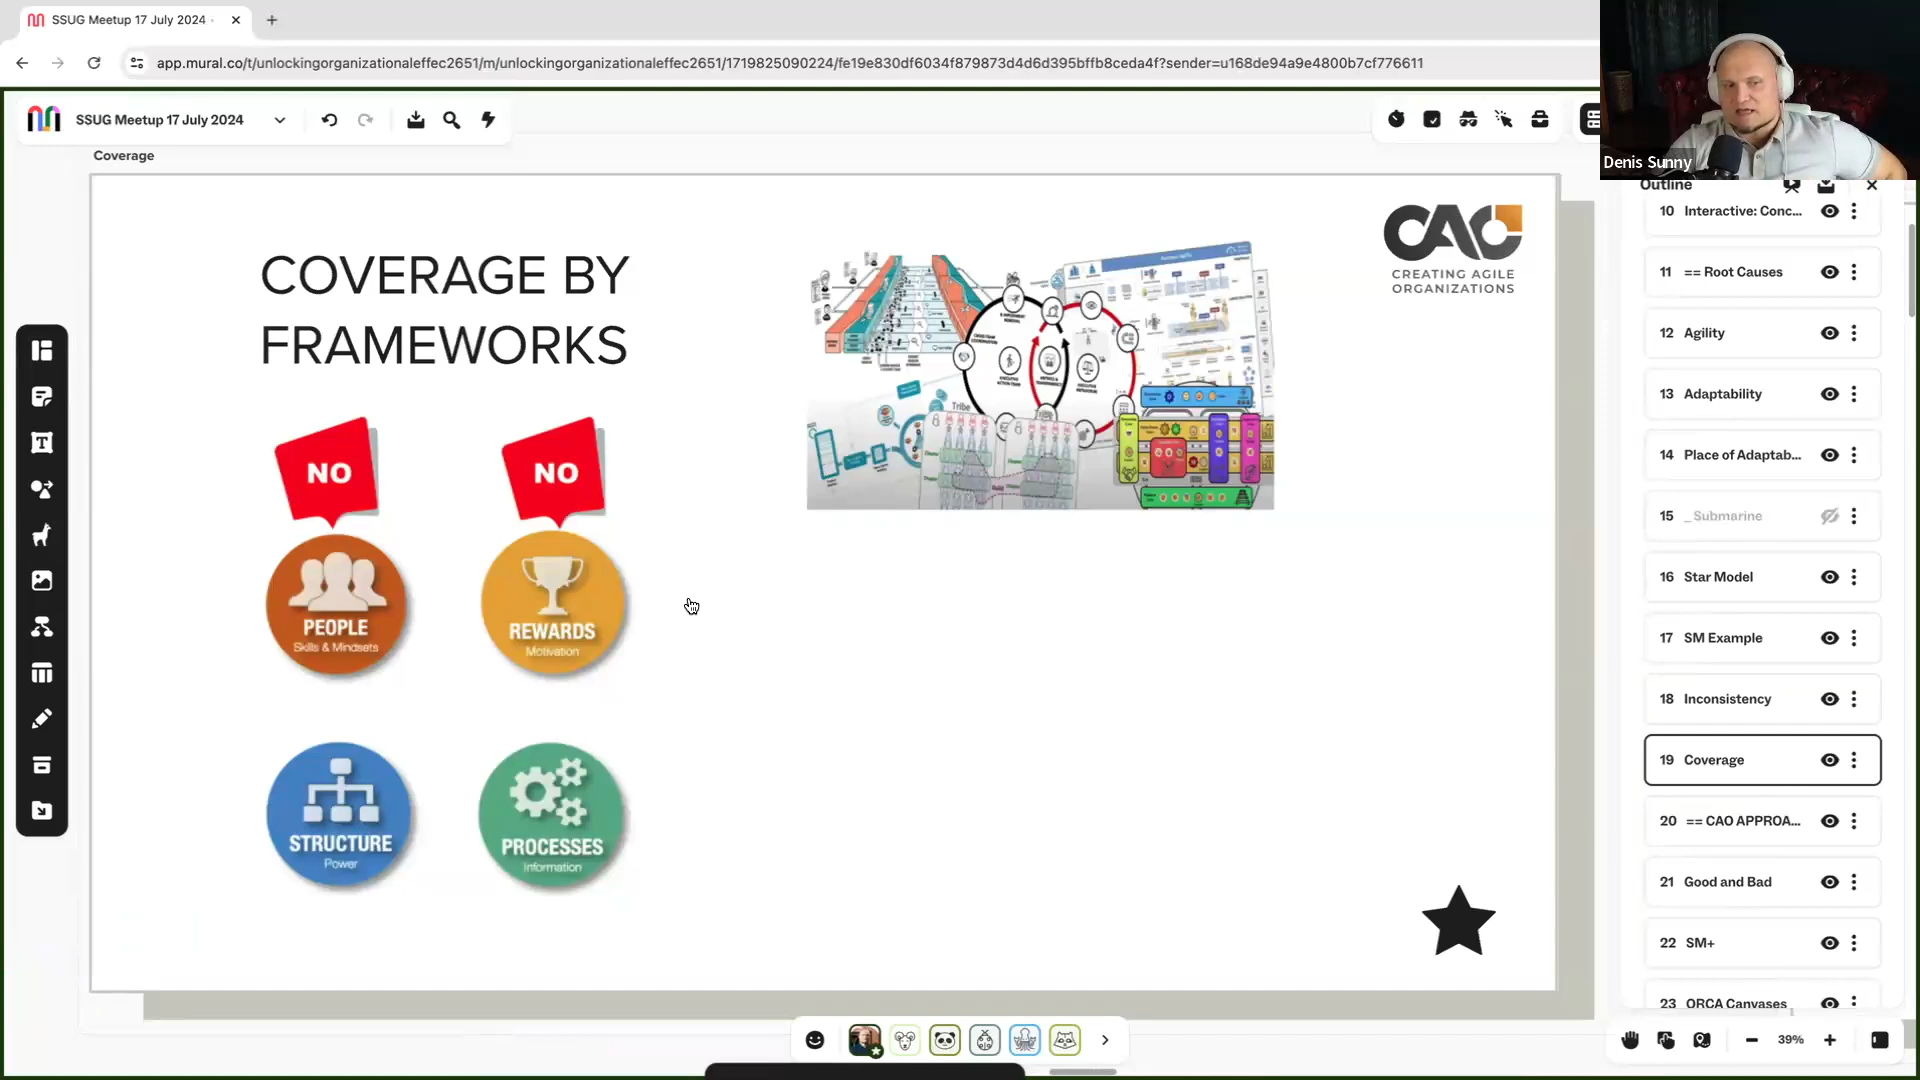 SSUG Meetup 17 July 2024
app.mural.co/t/unlockingorganizationaleffec2651/m/unlockingorganizationaleffec2651/1719825090224/fe19e830df6034f879873d4d6d395bffb8ceda4f?sender=u168de94a9e4800b7cf776611
SSUG Meetup 17 July 2024
Denis Sunny
Coverage
COVERAGE BY
FRAMEWORKS
CAO
CREATING AGILE
ORGANIZATIONS
Tribe
NO
NO
PEOPLE
Skills & Mindsets
REWARDS
Motivation
STRUCTURE
Power
PROCESSES
Information
Outline
10 Interactive: Conc...
11 == Root Causes
12 Agility
13 Adaptability
14 Place of Adaptab...
15 _Submarine
16 Star Model
17 SM Example
18 Inconsistency
19 Coverage
20 == CAO APPROA...
21 Good and Bad
22 SM+
23 ORCA Canvases
39%